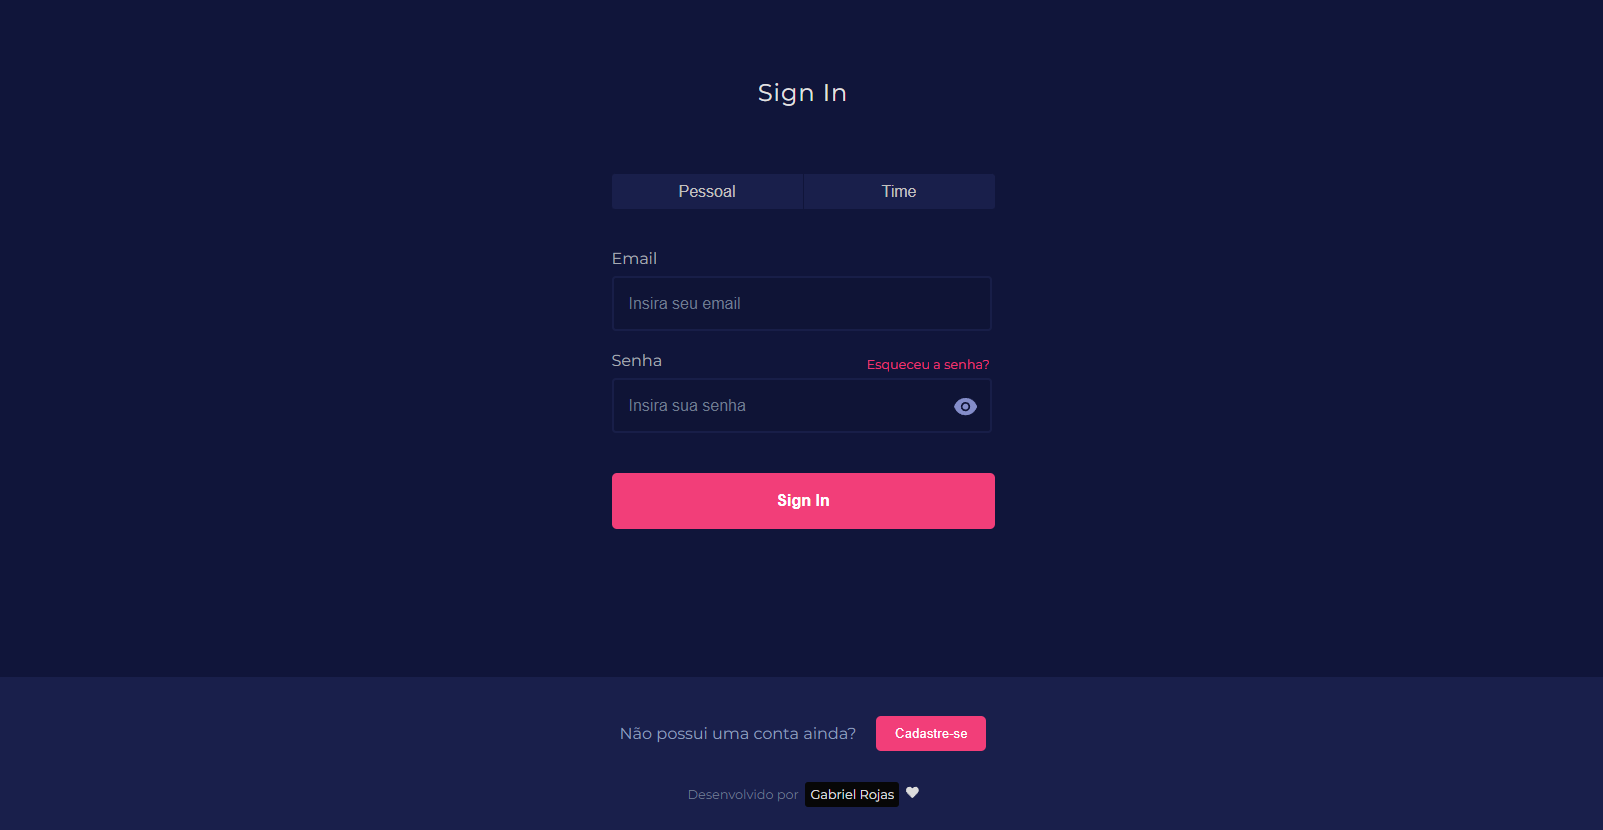 Sign In
Pessoal Time
Email
Insira seu email
Senha Esqueceu a senha?
Insira sua senha
Sign In
Não possui uma conta ainda? Cadastre-se
Desenvolvido por Gabriel Rojas